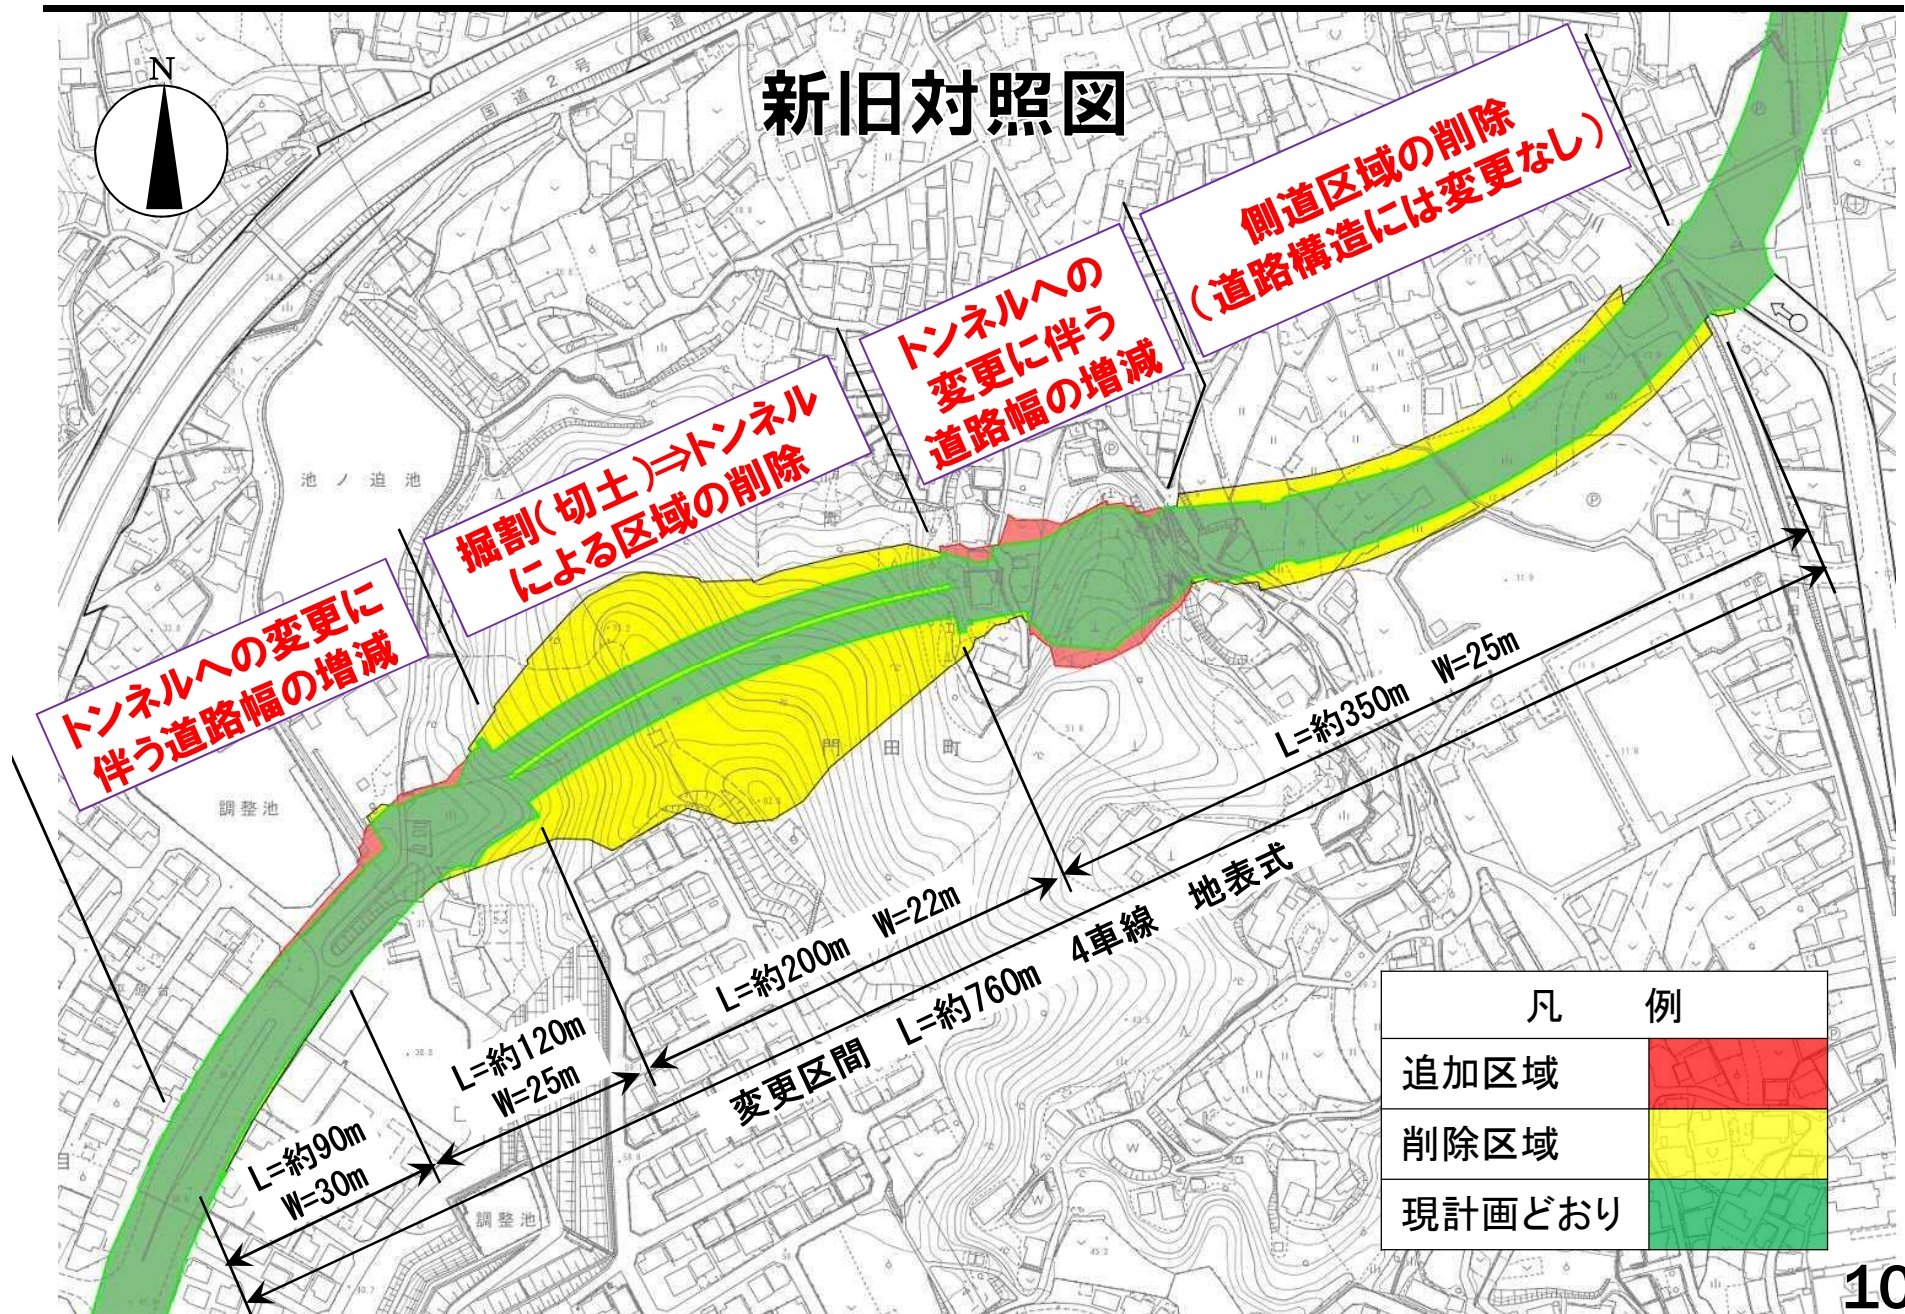 新旧対照図
N
国道2号
側道区域の削除
（道路構造には変更なし）
トンネルへの
変更に伴う
道路幅の増減
掘割（切土）⇒トンネル
による区域の削除
トンネルへの変更に
伴う道路幅の増減
池ノ迫池
調整池
門田町
L=約350m W=25m
L=約200m W=22m
変更区間 L=約760m 4車線 地表式
L=約120m
W=25m
L=約90m
W=30m
調整池
凡 例
追加区域
削除区域
現計画どおり
10